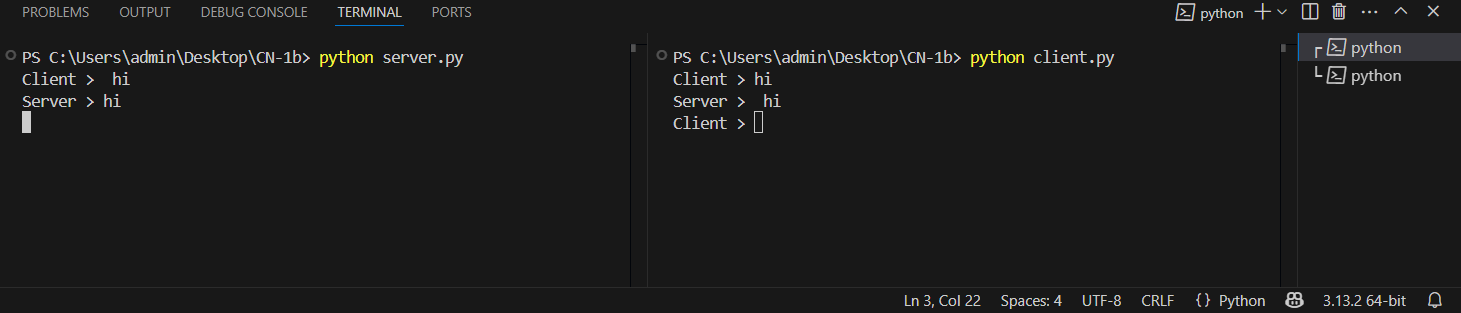 PROBLEMS OUTPUT DEBUG CONSOLE TERMINAL PORTS python
PS C:\Users\admin\Desktop\CN-1b> python server.py
Client >  hi
Server > hi
PS C:\Users\admin\Desktop\CN-1b> python client.py
Client > hi
Server >  hi
Client >
python
python
Ln 3, Col 22 Spaces: 4 UTF-8 CRLF {} Python 3.13.2 64-bit